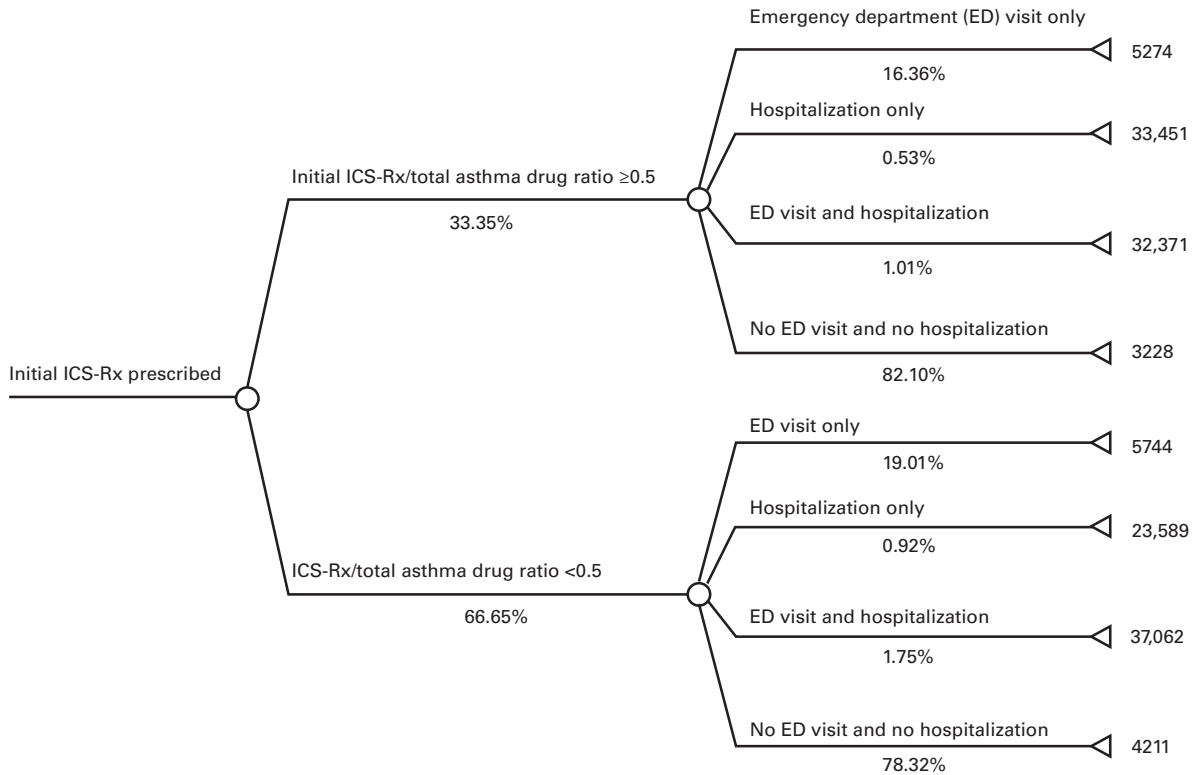 Emergency department (ED) visit only
5274
16.36%
Hospitalization only
33,451
0.53%
Initial ICS-Rx/total asthma drug ratio ≥0.5
33.35%
ED visit and hospitalization
32,371
1.01%
No ED visit and no hospitalization
3228
82.10%
Initial ICS-Rx prescribed
ED visit only
5744
19.01%
Hospitalization only
23,589
0.92%
ICS-Rx/total asthma drug ratio <0.5
66.65%
ED visit and hospitalization
37,062
1.75%
No ED visit and no hospitalization
4211
78.32%